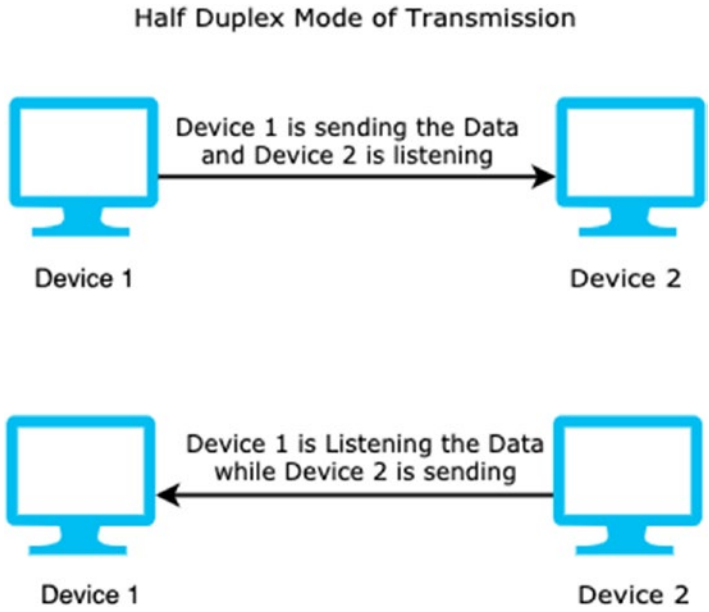 Half Duplex Mode of Transmission
Device 1 is sending the Data
and Device 2 is listening
Device 1
Device 2
Device 1 is Listening the Data
while Device 2 is sending
Device 1
Device 2